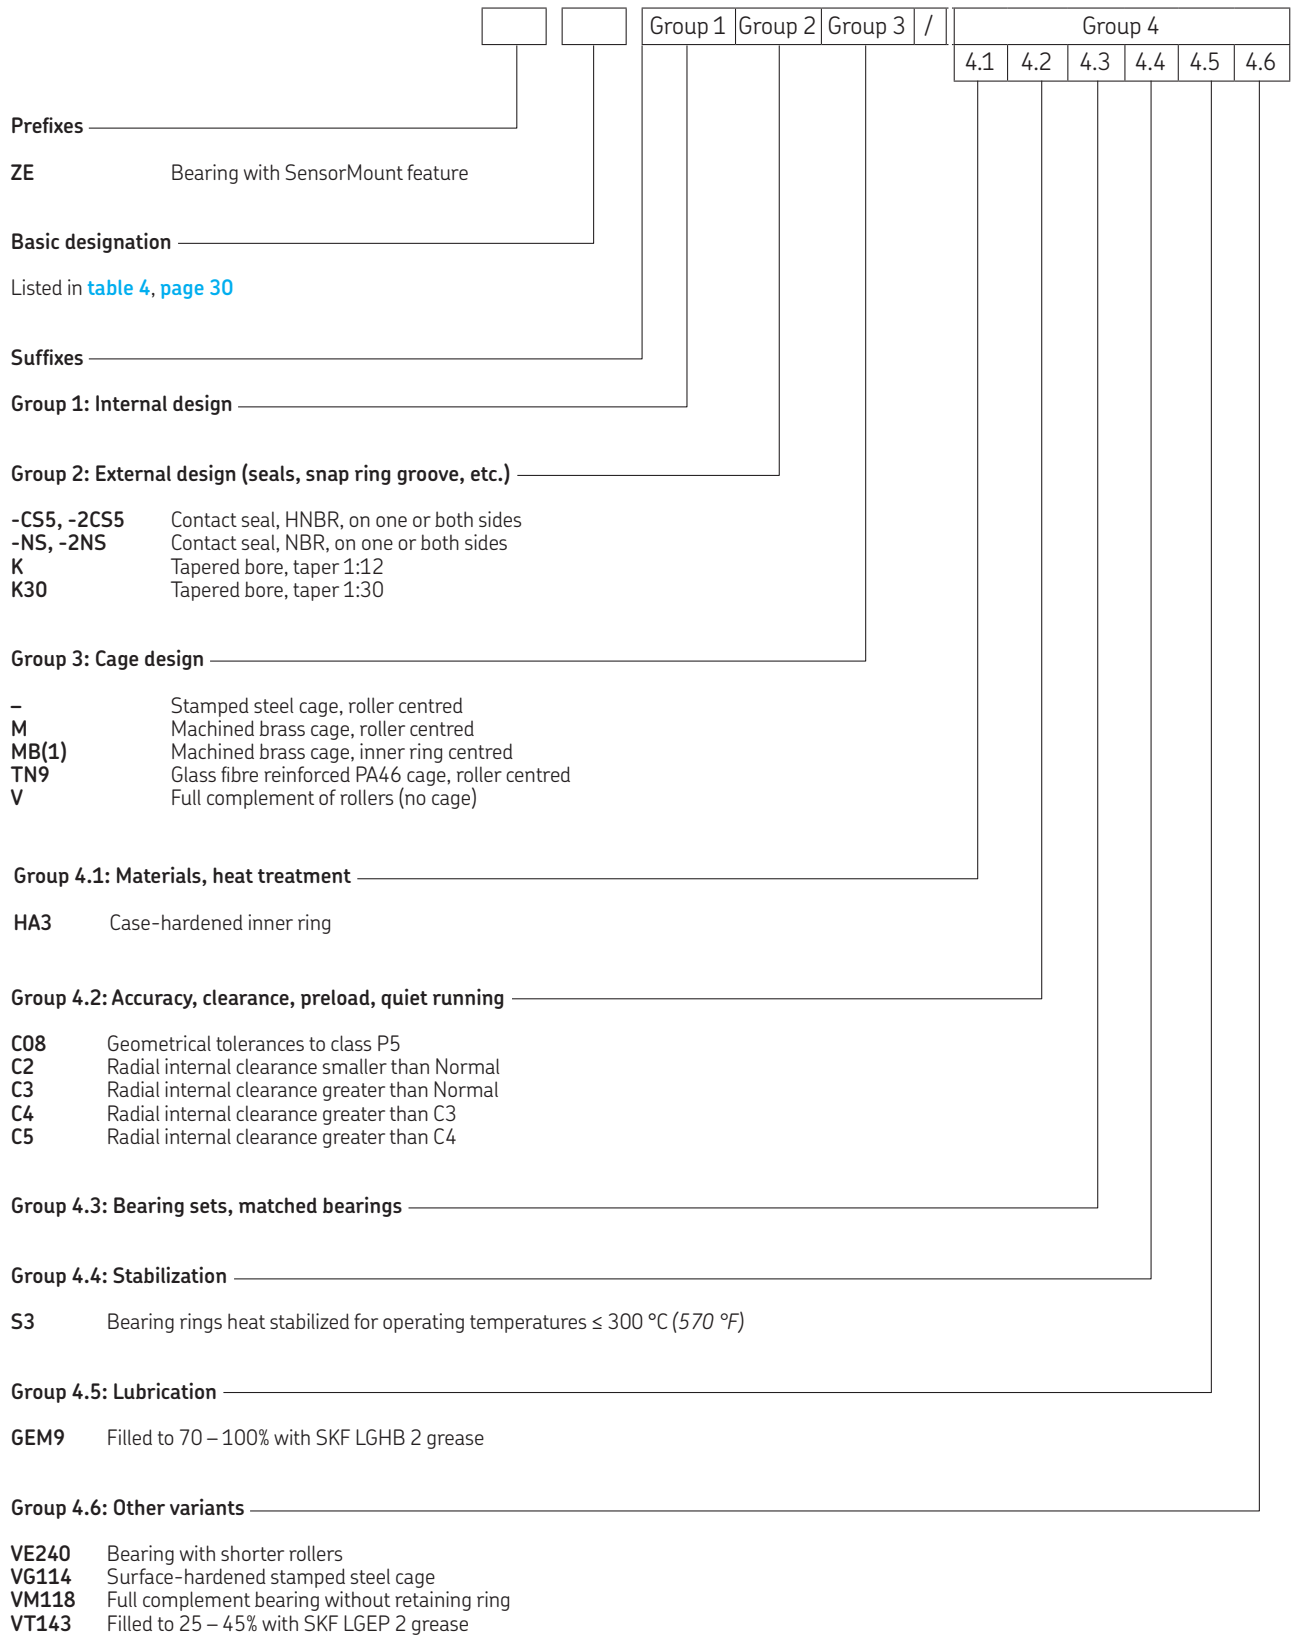 Group 1 Group 2 Group 3 / Group 4
4.1 4.2 4.3 4.4 4.5 4.6
Prefixes
ZE Bearing with SensorMount feature
Basic designation
Listed in table 4, page 30
Suffixes
Group 1: Internal design
Group 2: External design (seals, snap ring groove, etc.)
-CS5, -2CS5 Contact seal, HNBR, on one or both sides
-NS, -2NS Contact seal, NBR, on one or both sides
K Tapered bore, taper 1:12
K30 Tapered bore, taper 1:30
Group 3: Cage design
– Stamped steel cage, roller centred
M Machined brass cage, roller centred
MB(1) Machined brass cage, inner ring centred
TN9 Glass fibre reinforced PA46 cage, roller centred
V Full complement of rollers (no cage)
Group 4.1: Materials, heat treatment
HA3 Case-hardened inner ring
Group 4.2: Accuracy, clearance, preload, quiet running
C08 Geometrical tolerances to class P5
C2 Radial internal clearance smaller than Normal
C3 Radial internal clearance greater than Normal
C4 Radial internal clearance greater than C3
C5 Radial internal clearance greater than C4
Group 4.3: Bearing sets, matched bearings
Group 4.4: Stabilization
S3 Bearing rings heat stabilized for operating temperatures ≤ 300 °C (570 °F)
Group 4.5: Lubrication
GEM9 Filled to 70 – 100% with SKF LGHB 2 grease
Group 4.6: Other variants
VE240 Bearing with shorter rollers
VG114 Surface-hardened stamped steel cage
VM118 Full complement bearing without retaining ring
VT143 Filled to 25 – 45% with SKF LGEP 2 grease